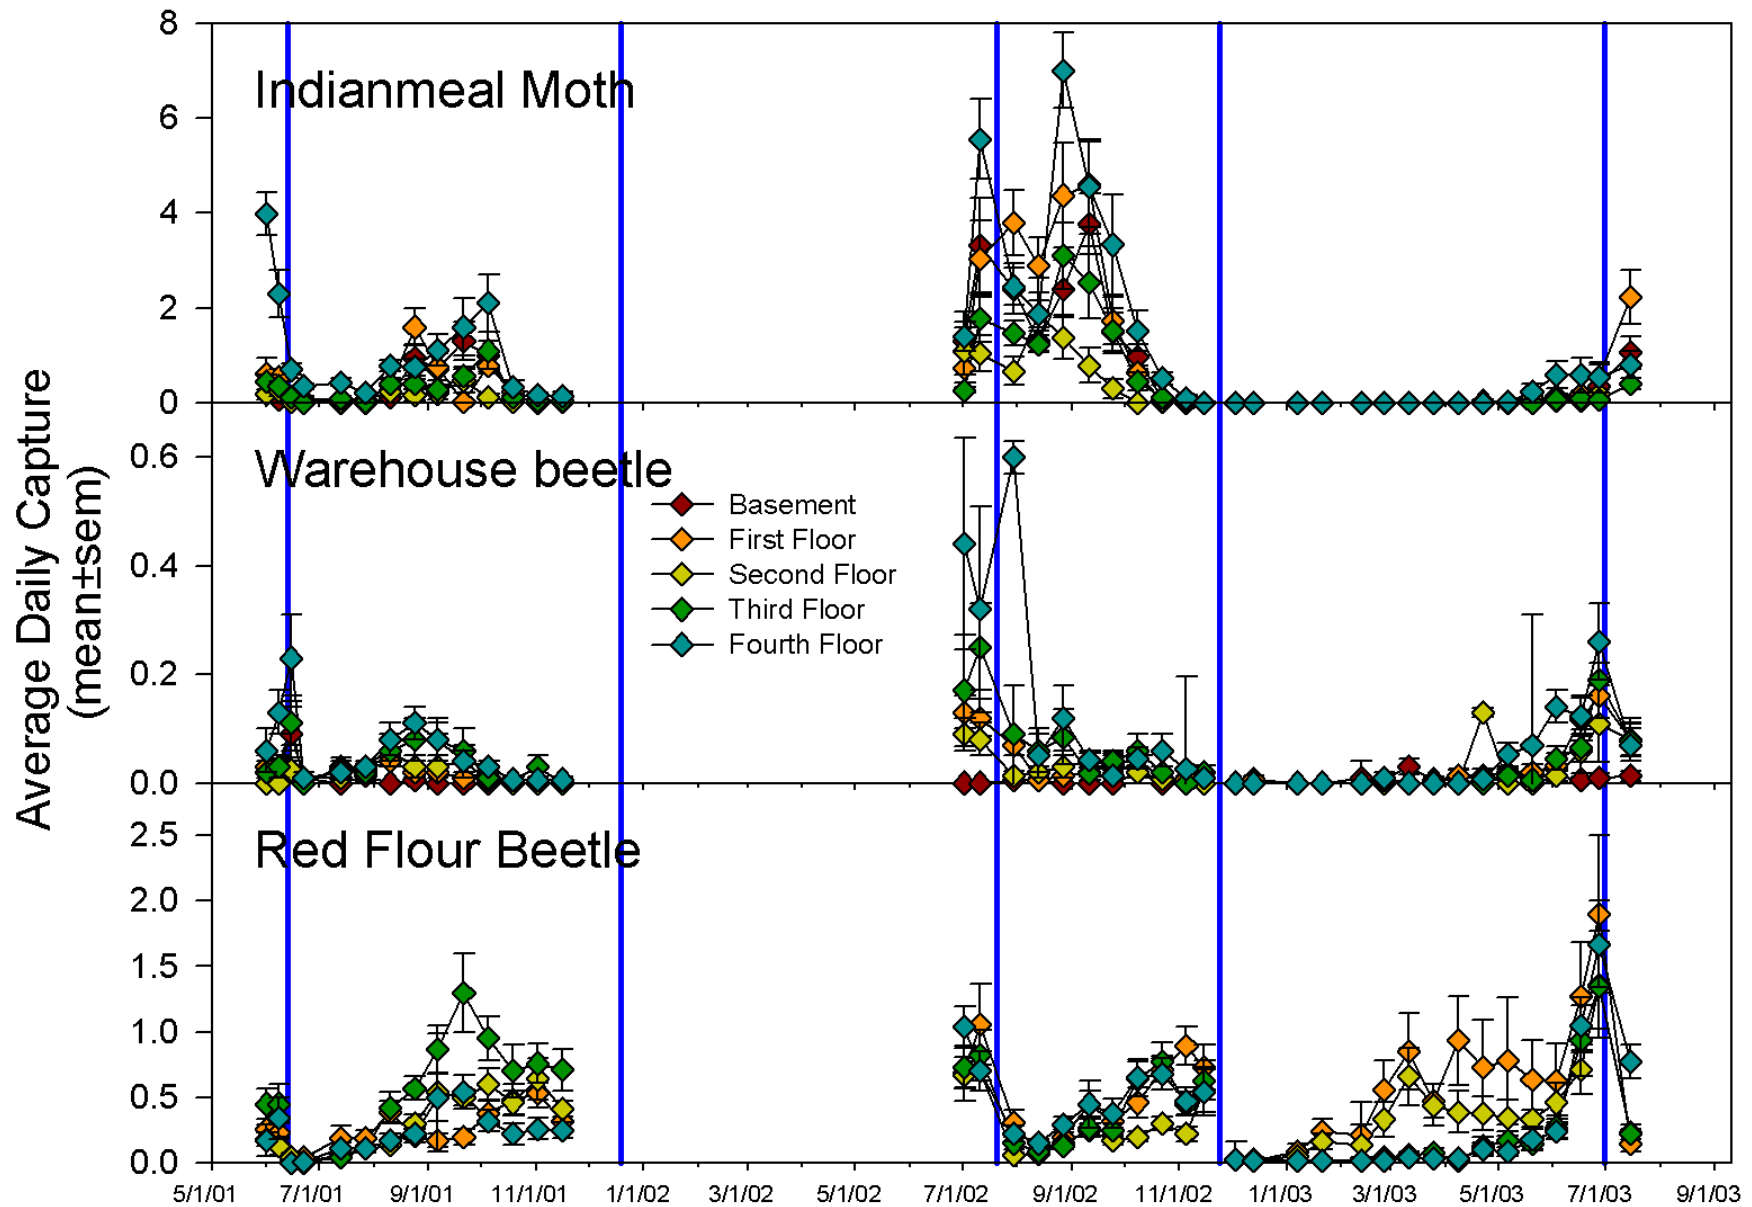 8
6
4
2
0
Indianmeal Moth
0.6
0.4
0.2
0.0
Warehouse beetle
Basement
First Floor
Second Floor
Third Floor
Fourth Floor
2.5
2.0
1.5
1.0
0.5
0.0
Red Flour Beetle
Average Daily Capture
(mean±sem)
5/1/01 7/1/01 9/1/01 11/1/01 1/1/02 3/1/02 5/1/02 7/1/02 9/1/02 11/1/02 1/1/03 3/1/03 5/1/03 7/1/03 9/1/03